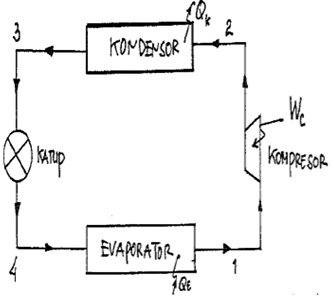 3
KONDENSOR
Qk
2
KATUP
Wc
KOMPRESOR
4
EVAPORATOR
QE
1